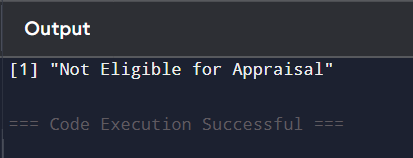 Output
[1] "Not Eligible for Appraisal"
=== Code Execution Successful ===